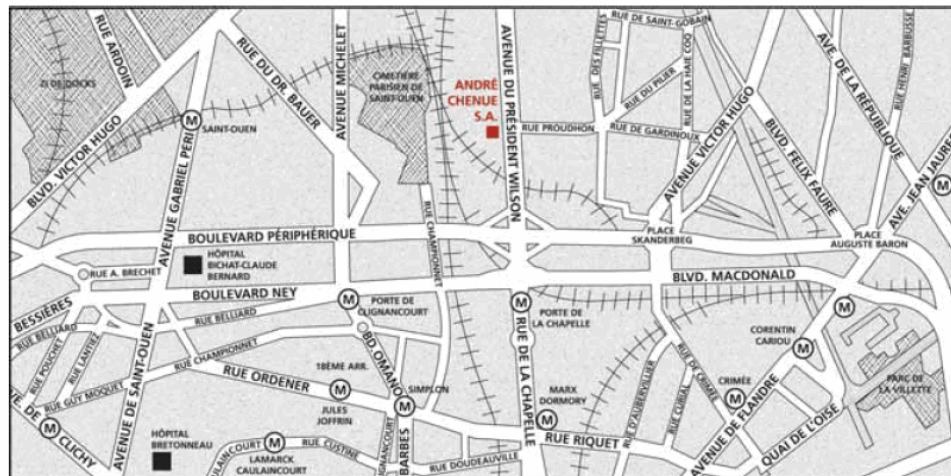 RUE ARDOIN
RUE DU DR. BAUER
AVENUE MICHELET
ZI DE DOCKS
CIMETIÈRE
PARISIEN DE
SAINT-OUEN
ANDRÉ
CHENUE
S.A.
AVENUE DU PRÉSIDENT WILSON
RUE DE SAINT-GOBAIN
RUE DES FILLETTES
RUE DU PILIER
RUE DE LA HAIE COQ
RUE PROUDHON
RUE DE GARDINOUX
AVENUE VICTOR HUGO
BLVD. FELIX FAURE
AVE. DE LA RÉPUBLIQUE
RUE HENRI BARBUSSE
AVE. JEAN JAURÈS
M
M
SAINT-OUEN
BLVD. VICTOR HUGO
AVENUE GABRIEL PERI
BOULEVARD PÉRIPHÉRIQUE
RUE CHAMPIONNET
PLACE
SKANDERBEG
PLACE
AUGUSTE BARON
RUE A. BRECHET
HÔPITAL
BICHAT-CLAUDE
BERNARD
BOULEVARD NEY
BLVD. MACDONALD
BESSIÈRES
M
PORTE DE
CLIGNANCOURT
M
PORTE DE
LA CHAPELLE
M
CORENTIN
CARIOU
M
RUE BELLIARD
RUE BELLIARD
RUE POUCHET
RUE LANTIEZ
RUE CHAMPIONNET
RUE GUY MOQUET
AVENUE DE SAINT-OUEN
RUE ORDENER
18ÈME ARR.
BD. OMANO
SIMPLON
M
M
JULES
JOFFRIN
RUE DE LA CHAPELLE
MARX
DORMORY
M
RUE D'AUBERVILLIER
RUE CURIAL
RUE DE CRIMÉE
CRIMÉE
M
AVENUE DE FLANDRE
QUAI DE L'OISE
PARC DE
LA VILLETTE
DE CLICHY
M
HÔPITAL
BRETONNEAU
M
LAMARCK
CAULAINCOURT
RUE CUSTINE
BARBES
RUE DOUDEAUVILLE
RUE RIQUET